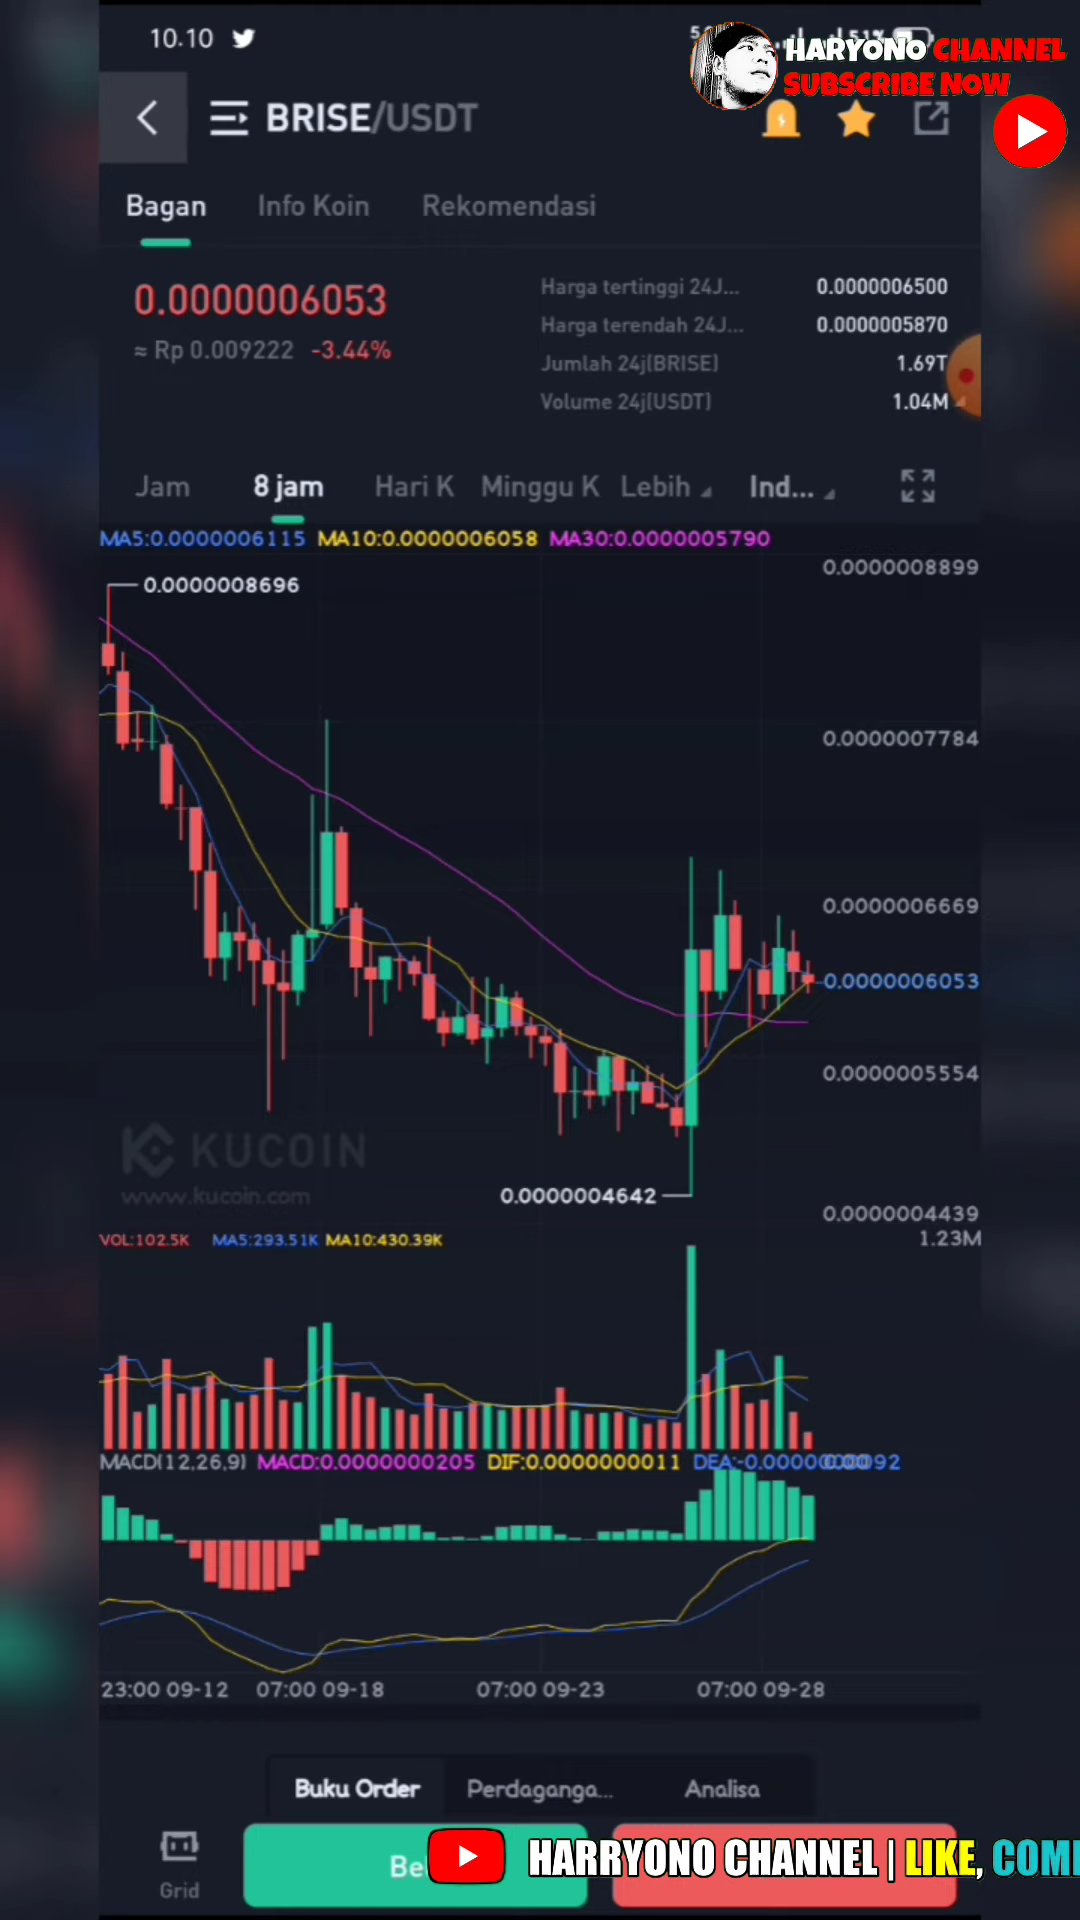 10.10
51%
HARYONO CHANNEL
SUBSCRIBE NOW
BRISE/USDT
Bagan Info Koin Rekomendasi
0.0000006053
≈ Rp 0.009222 -3.44%
Harga tertinggi 24J... 0.0000006500
Harga terendah 24J... 0.0000005870
Jumlah 24j(BRISE) 1.69T
Volume 24j(USDT) 1.04M
Jam 8 jam Hari K Minggu K Lebih Ind...
MA5:0.0000006115 MA10:0.0000006058 MA30:0.0000005790
0.0000008899
0.0000008696
0.0000007784
0.0000006669
0.0000006053
0.0000005554
KUCOIN
www.kucoin.com
0.0000004642
0.0000004439
VOL:102.5K MA5:293.51K MA10:430.39K 1.23M
MACD(12,26,9) MACD:0.0000000205 DIF:0.0000000011 DEA:-0.0000000092
23:00 09-12 07:00 09-18 07:00 09-23 07:00 09-28
Buku Order Perdaganga... Analisa
Grid
Be
HARRYONO CHANNEL | LIKE, COM